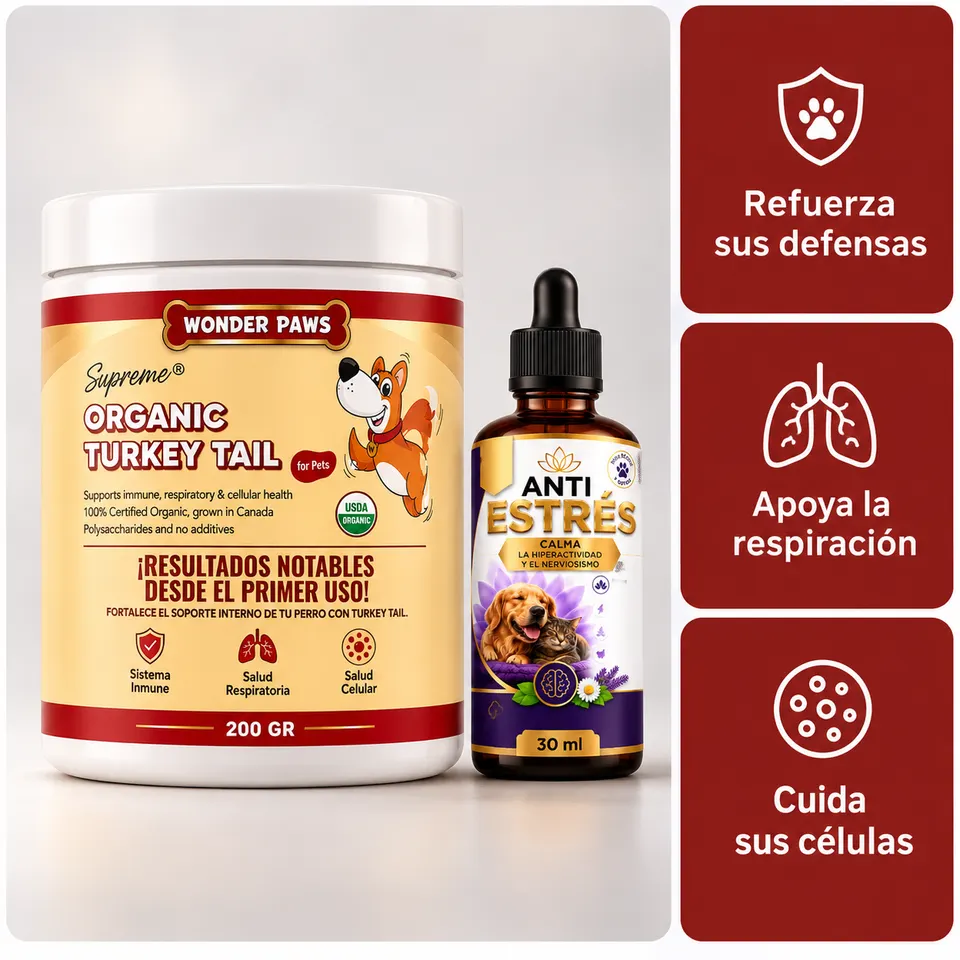 WONDER PAWS
Supreme®
ORGANIC
TURKEY TAIL
for Pets
Supports immune, respiratory & cellular health
100% Certified Organic, grown in Canada
Polysaccharides and no additives
USDA
ORGANIC
¡RESULTADOS NOTABLES
DESDE EL PRIMER USO!
FORTALECE EL SOPORTE INTERNO DE TU PERRO CON TURKEY TAIL.
Sistema
Inmune
Salud
Respiratoria
Salud
Celular
200 GR
ANTI
ESTRÉS
CALMA
LA HIPERACTIVIDAD
Y EL NERVIOSISMO
30 ml
Refuerza
sus defensas
Apoya la
respiración
Cuida
sus células